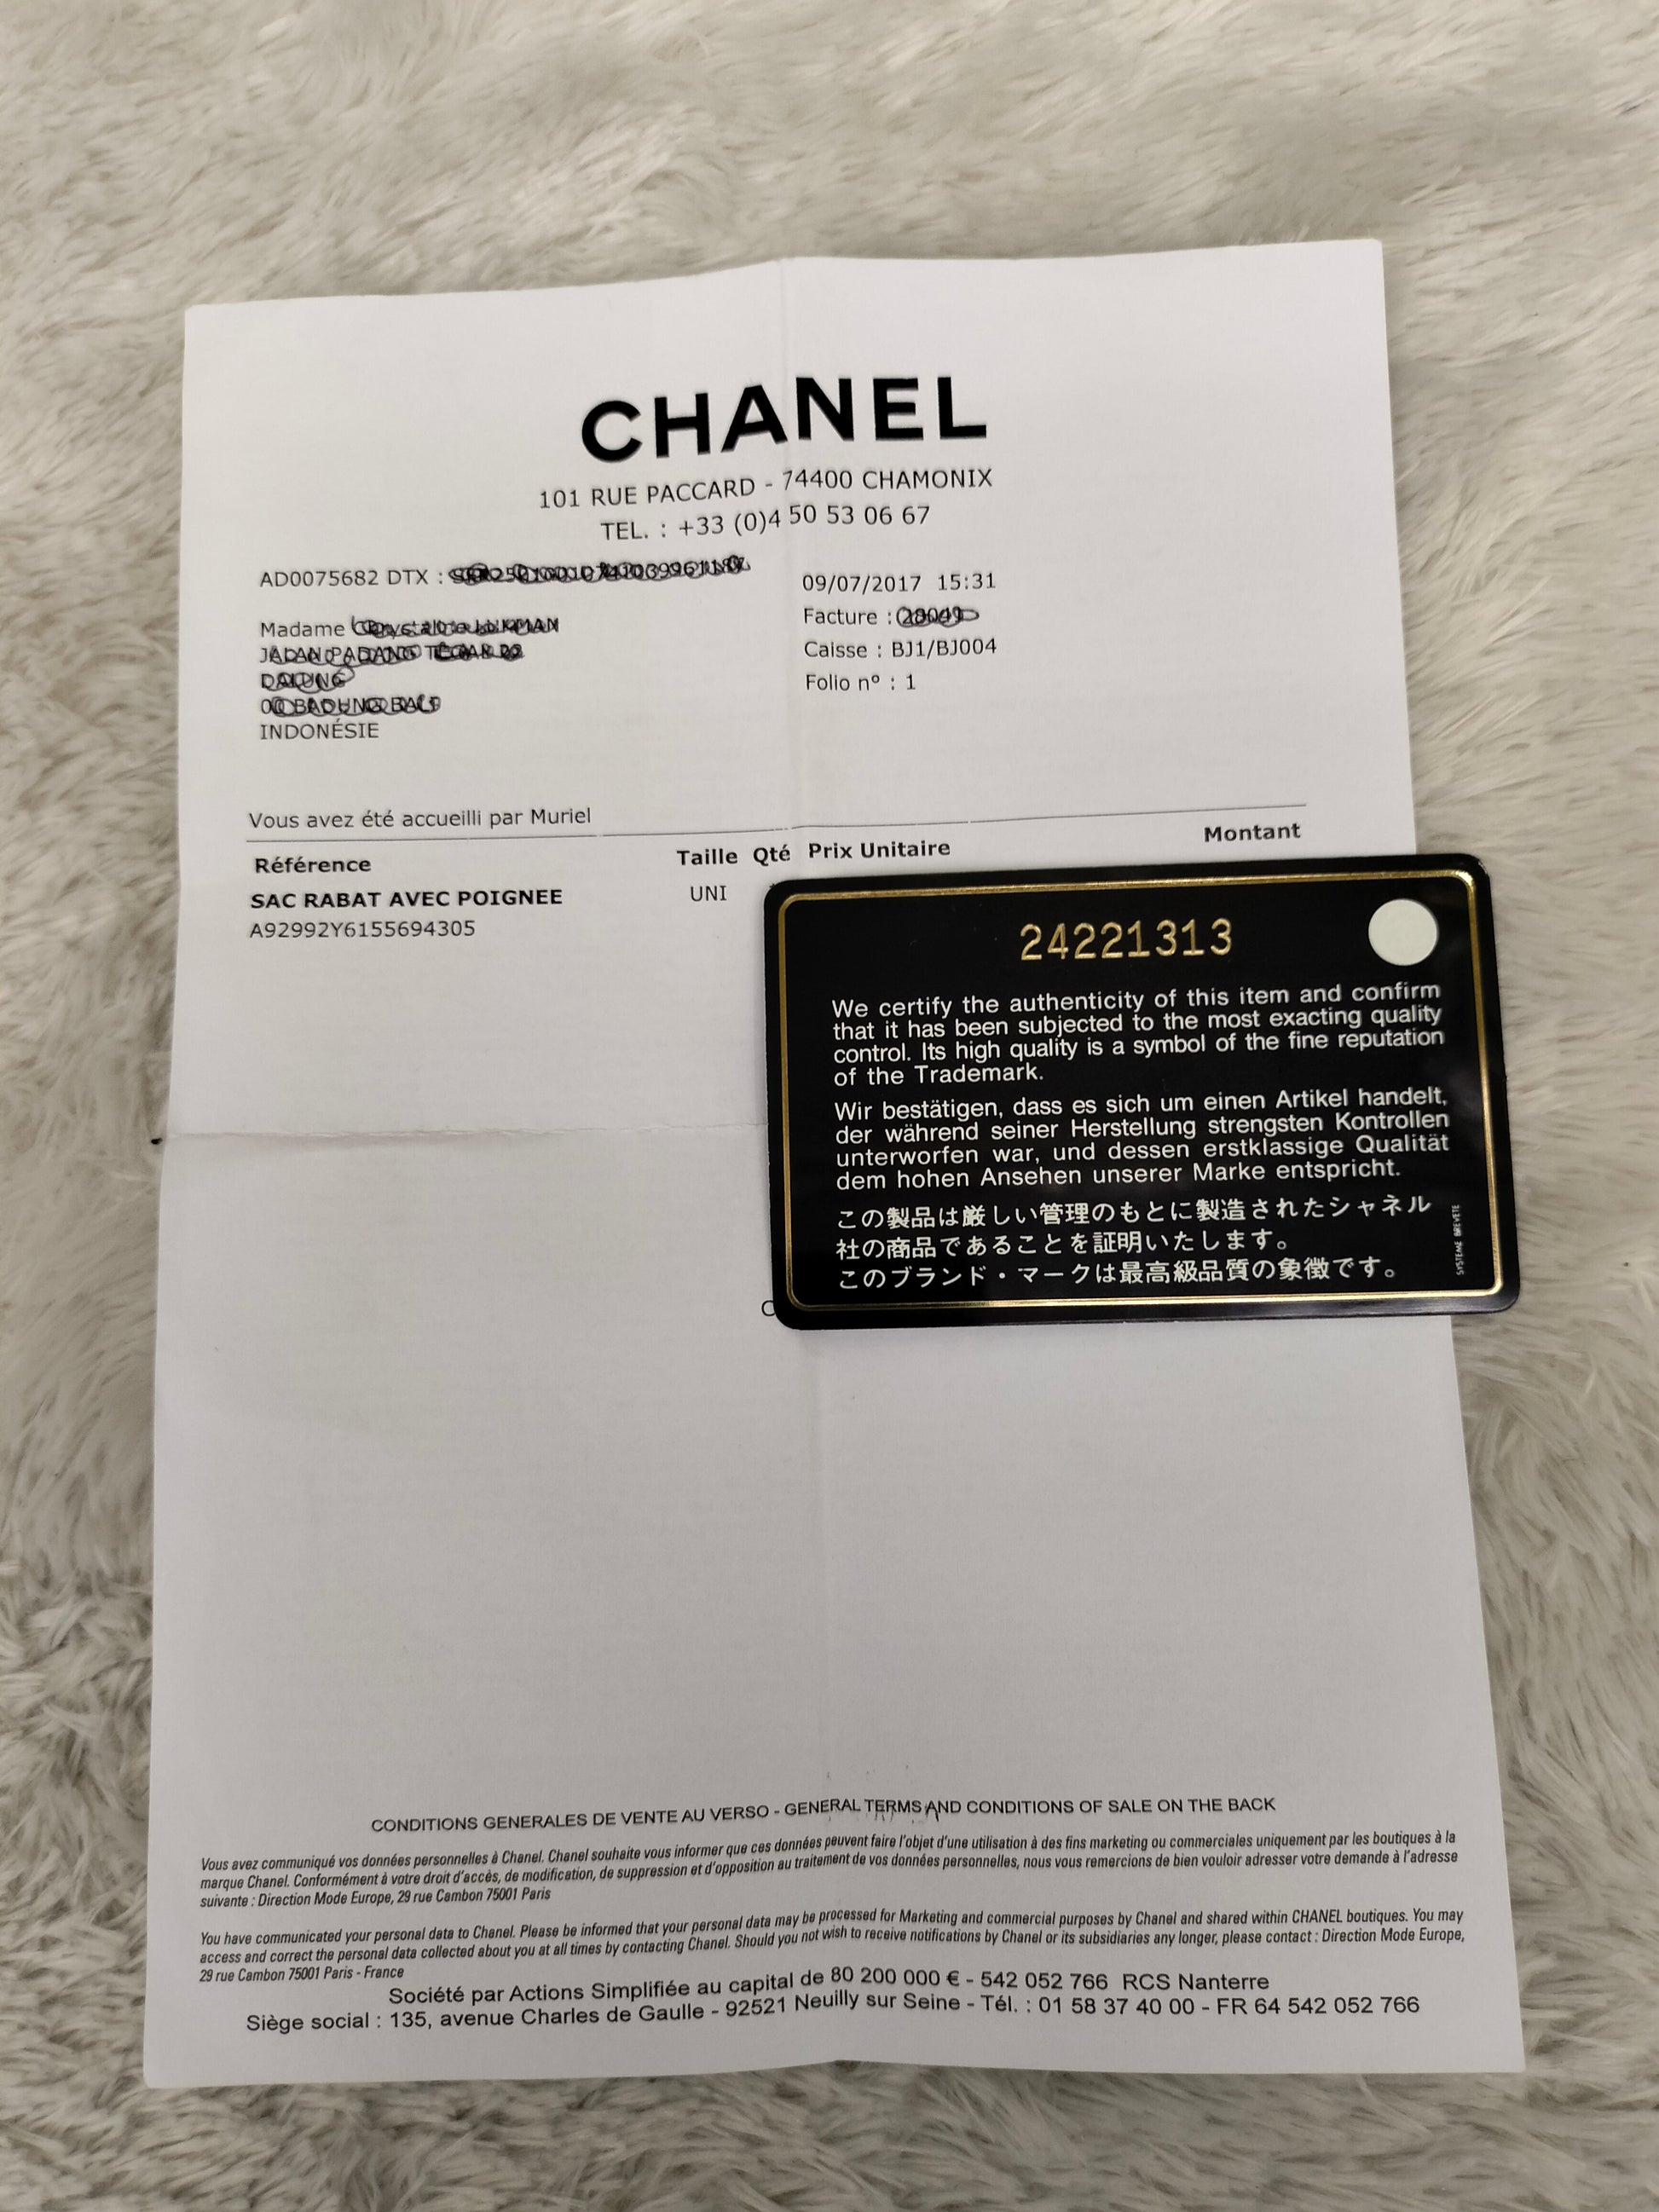 CHANEL
101 RUE PACCARD - 74400 CHAMONIX
TEL. : +33 (0)4 50 53 06 67
AD0075682 DTX :
09/07/2017 15:31
Madame
Facture :
Caisse : BJ1/BJ004
Folio nº : 1
INDONÉSIE
Vous avez été accueilli par Muriel
Référence Taille Qté Prix Unitaire Montant
SAC RABAT AVEC POIGNEE UNI
A92992Y6155694305
24221313
We certify the authenticity of this item and confirm
that it has been subjected to the most exacting quality
control. Its high quality is a symbol of the fine reputation
of the Trademark.
Wir bestätigen, dass es sich um einen Artikel handelt,
der während seiner Herstellung strengsten Kontrollen
unterworfen war, und dessen erstklassige Qualität
dem hohen Ansehen unserer Marke entspricht.
この製品は厳しい管理のもとに製造されたシャネル
社の商品であることを証明いたします。
このブランド・マークは最高級品質の象徴です。
SYSTEME BREVETE
CONDITIONS GENERALES DE VENTE AU VERSO - GENERAL TERMS AND CONDITIONS OF SALE ON THE BACK
Vous avez communiqué vos données personnelles à Chanel. Chanel souhaite vous informer que ces données peuvent faire l'objet d'une utilisation à des fins marketing ou commerciales uniquement par les boutiques à la
marque Chanel. Conformément à votre droit d'accès, de modification, de suppression et d'opposition au traitement de vos données personnelles, nous vous remercions de bien vouloir adresser votre demande à l'adresse
suivante : Direction Mode Europe, 29 rue Cambon 75001 Paris
You have communicated your personal data to Chanel. Please be informed that your personal data may be processed for Marketing and commercial purposes by Chanel and shared within CHANEL boutiques. You may
access and correct the personal data collected about you at all times by contacting Chanel. Should you not wish to receive notifications by Chanel or its subsidiaries any longer, please contact : Direction Mode Europe,
29 rue Cambon 75001 Paris - France
Société par Actions Simplifiée au capital de 80 200 000 € - 542 052 766 RCS Nanterre
Siège social : 135, avenue Charles de Gaulle - 92521 Neuilly sur Seine - Tél. : 01 58 37 40 00 - FR 64 542 052 766